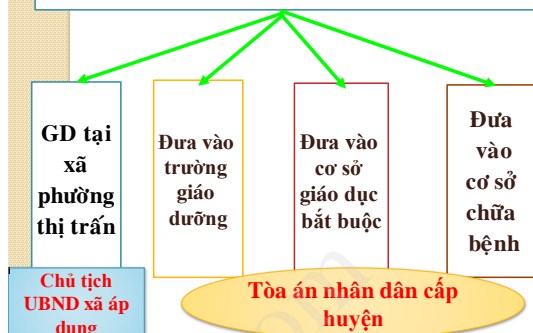 GD tại
xã
phường
thị trấn
Đưa vào
trường
giáo
dưỡng
Đưa vào
cơ sở
giáo dục
bắt buộc
Đưa
vào
cơ sở
chữa
bệnh
Chủ tịch
UBND xã áp
dụng
Tòa án nhân dân cấp
huyện